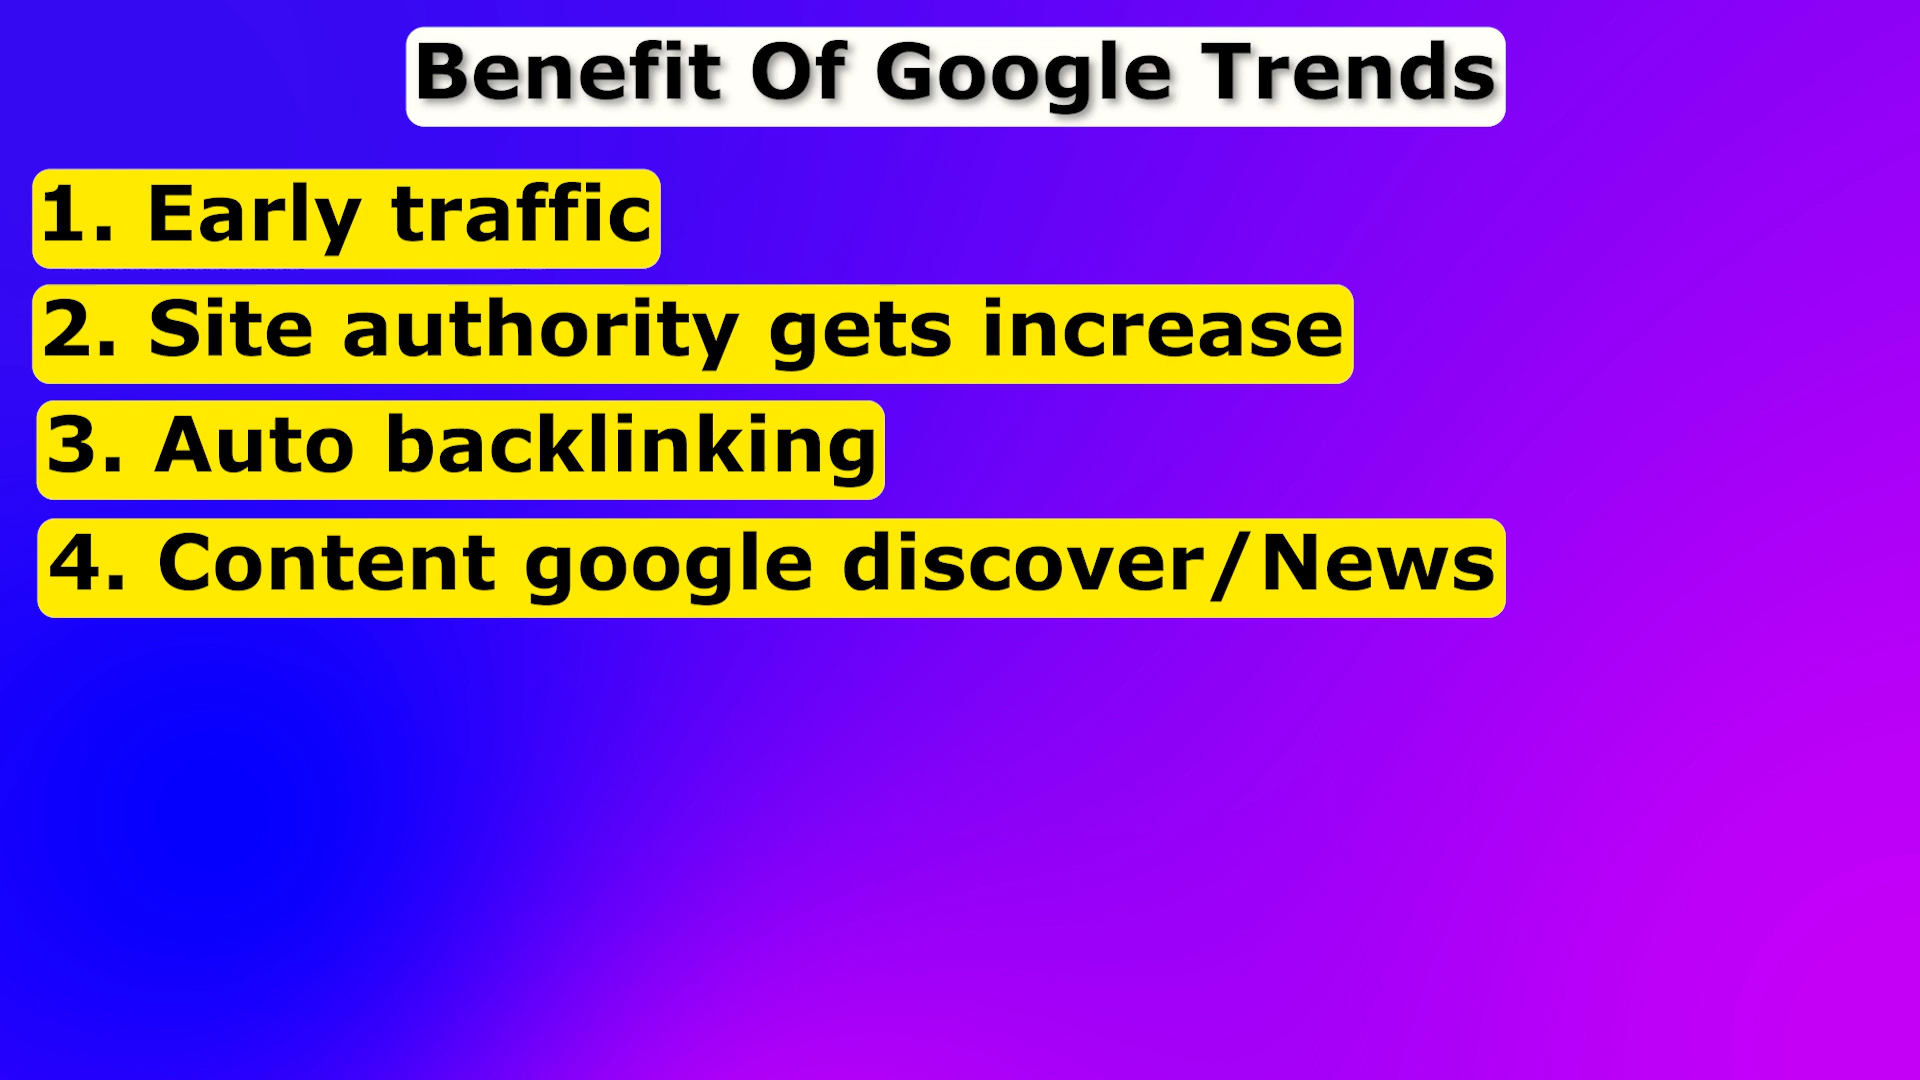 Benefit Of Google Trends
1. Early traffic
2. Site authority gets increase
3. Auto backlinking
4. Content google discover/News